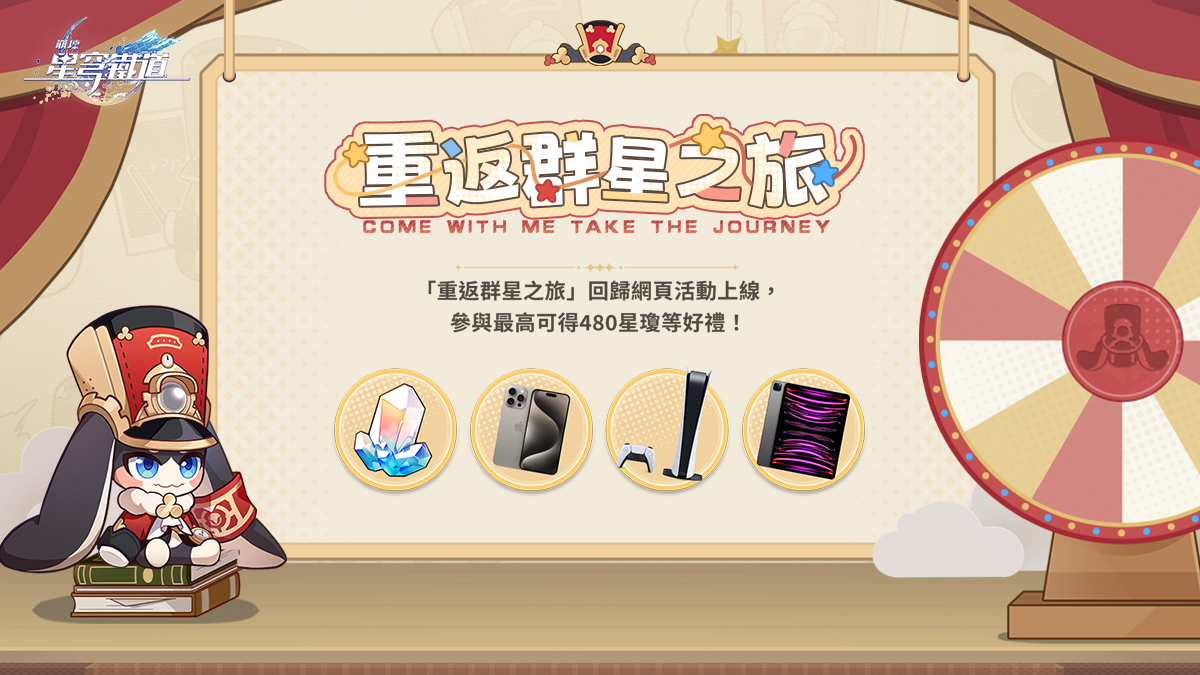 崩壞
星穹鐵道
重返群星之旅
COME WITH ME TAKE THE JOURNEY
「重返群星之旅」回歸網頁活動上線，
參與最高可得480星瓊等好禮！